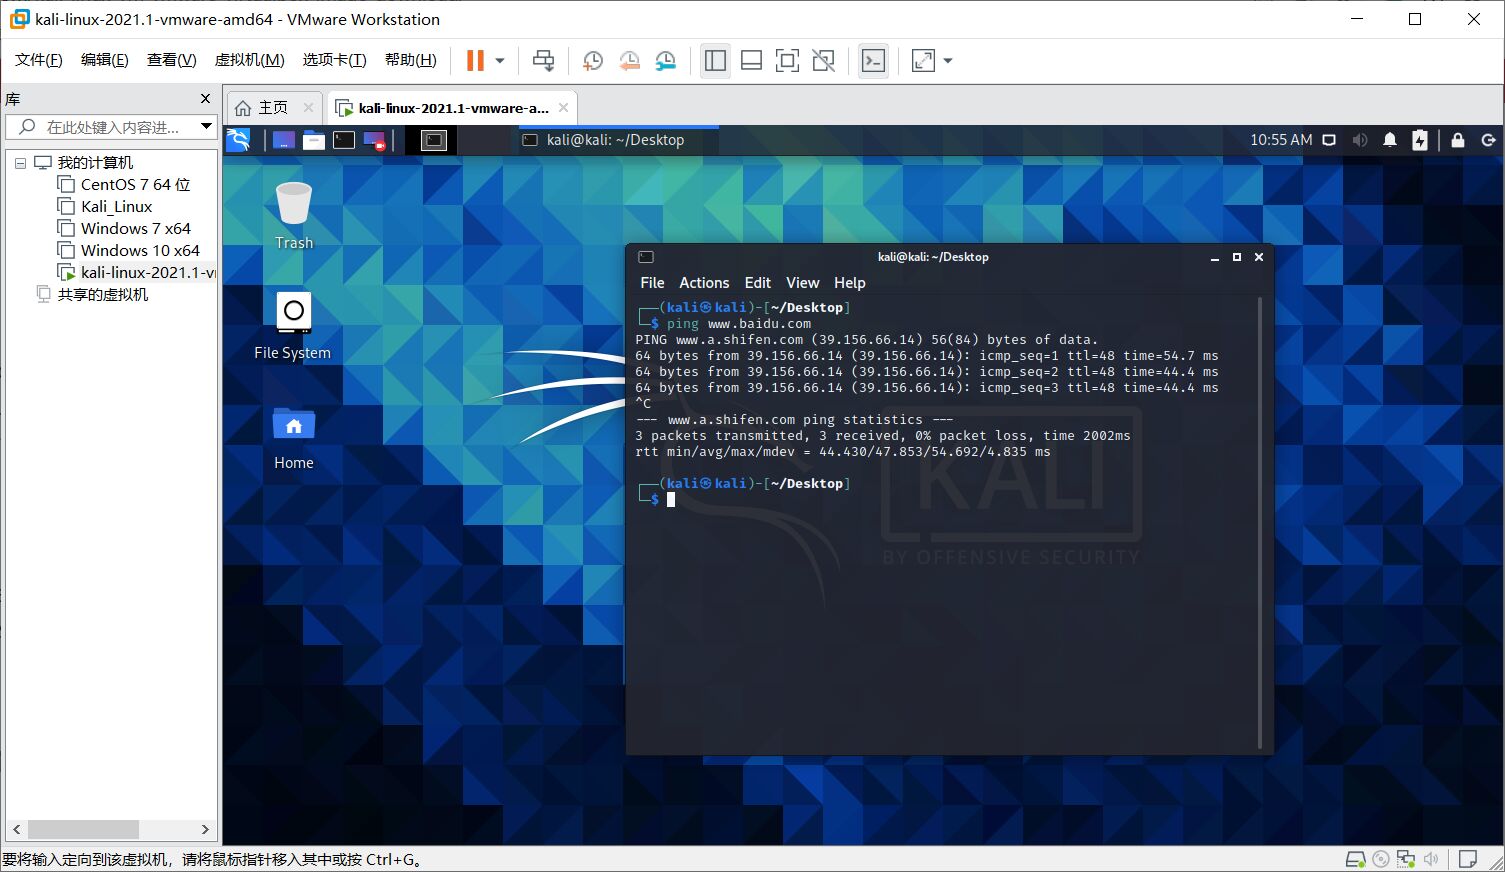 kali-linux-2021.1-vmware-amd64 - VMware Workstation
文件(F) 编辑(E) 查看(V) 虚拟机(M) 选项卡(T) 帮助(H)
库
在此处键入内容进...
我的计算机
CentOS 7 64 位
Kali_Linux
Windows 7 x64
Windows 10 x64
kali-linux-2021.1-v
共享的虚拟机
主页 kali-linux-2021.1-vmware-a...
kali@kali: ~/Desktop 10:55 AM
Trash
File System
Home
kali@kali: ~/Desktop
File Actions Edit View Help
┌──(kali㉿kali)-[~/Desktop]
└─$ ping www.baidu.com
PING www.a.shifen.com (39.156.66.14) 56(84) bytes of data.
64 bytes from 39.156.66.14 (39.156.66.14): icmp_seq=1 ttl=48 time=54.7 ms
64 bytes from 39.156.66.14 (39.156.66.14): icmp_seq=2 ttl=48 time=44.4 ms
64 bytes from 39.156.66.14 (39.156.66.14): icmp_seq=3 ttl=48 time=44.4 ms
^C
--- www.a.shifen.com ping statistics ---
3 packets transmitted, 3 received, 0% packet loss, time 2002ms
rtt min/avg/max/mdev = 44.430/47.853/54.692/4.835 ms
┌──(kali㉿kali)-[~/Desktop]
└─$
KALI
BY OFFENSIVE SECURITY
要将输入定向到该虚拟机，请将鼠标指针移入其中或按 Ctrl+G。